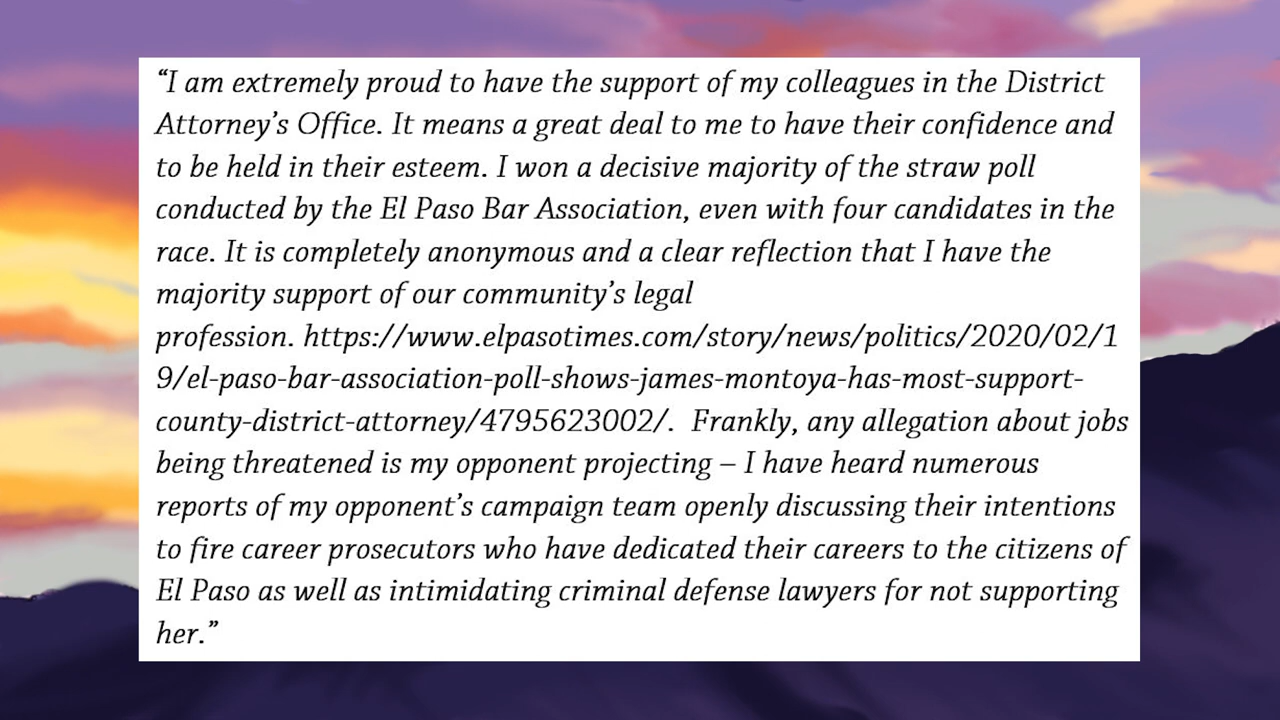 “I am extremely proud to have the support of my colleagues in the District
Attorney’s Office. It means a great deal to me to have their confidence and
to be held in their esteem. I won a decisive majority of the straw poll
conducted by the El Paso Bar Association, even with four candidates in the
race. It is completely anonymous and a clear reflection that I have the
majority support of our community’s legal
profession. https://www.elpasotimes.com/story/news/politics/2020/02/1
9/el-paso-bar-association-poll-shows-james-montoya-has-most-support-
county-district-attorney/4795623002/. Frankly, any allegation about jobs
being threatened is my opponent projecting – I have heard numerous
reports of my opponent’s campaign team openly discussing their intentions
to fire career prosecutors who have dedicated their careers to the citizens of
El Paso as well as intimidating criminal defense lawyers for not supporting
her.”